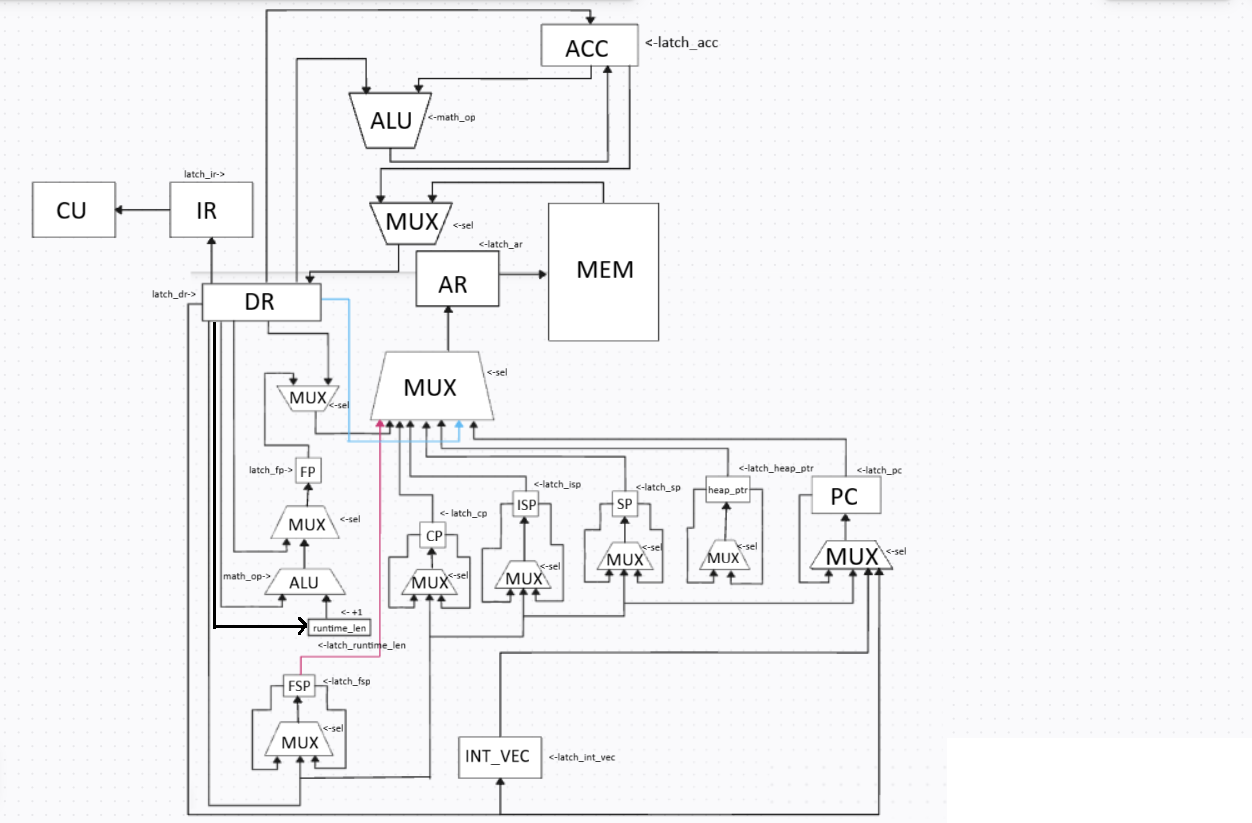 ACC
<-latch_acc
ALU
<-math_op
latch_ir->
CU
IR
MUX
<-sel
<-latch_ar
MEM
AR
latch_dr->
DR
MUX
<-sel
MUX
<-sel
latch_fp->
FP
<-latch_heap_ptr
<-latch_pc
<-latch_isp
<-latch_sp
heap_ptr
PC
ISP
SP
<- latch_cp
MUX
<-sel
CP
MUX
<-sel
MUX
<-sel
MUX
<-sel
MUX
<-sel
MUX
<-sel
math_op->
ALU
<- +1
runtime_len
<-latch_runtime_len
FSP
<-latch_fsp
MUX
<-sel
INT_VEC
<-latch_int_vec